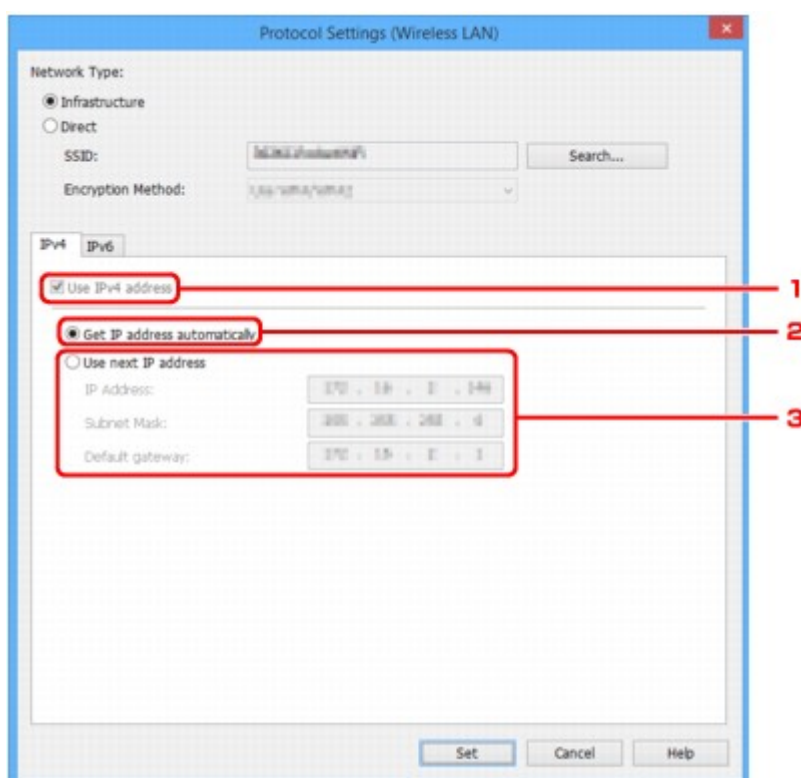 Protocol Settings (Wireless LAN)
Network Type:
Infrastructure
Direct
SSID:
Search...
Encryption Method:
IPv4 IPv6
Use IPv4 address
1
Get IP address automatically
2
Use next IP address
IP Address:
Subnet Mask:
3
Default gateway:
Set Cancel Help